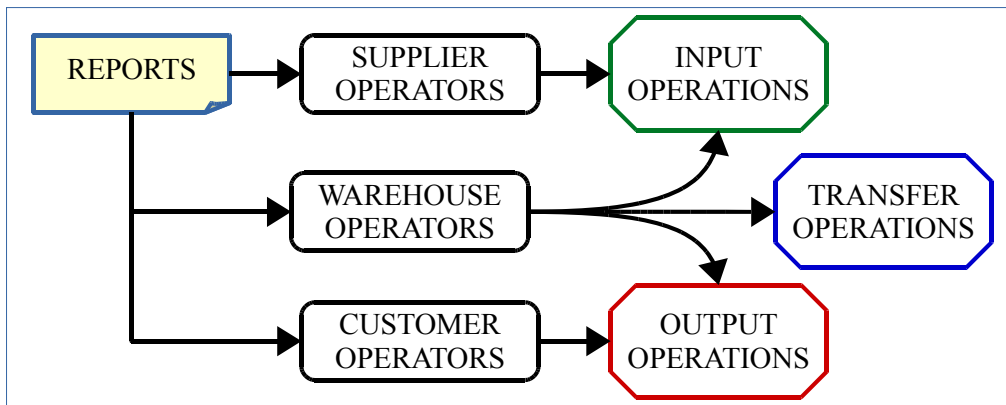 REPORTS
SUPPLIER
OPERATORS
INPUT
OPERATIONS
WAREHOUSE
OPERATORS
TRANSFER
OPERATIONS
CUSTOMER
OPERATORS
OUTPUT
OPERATIONS